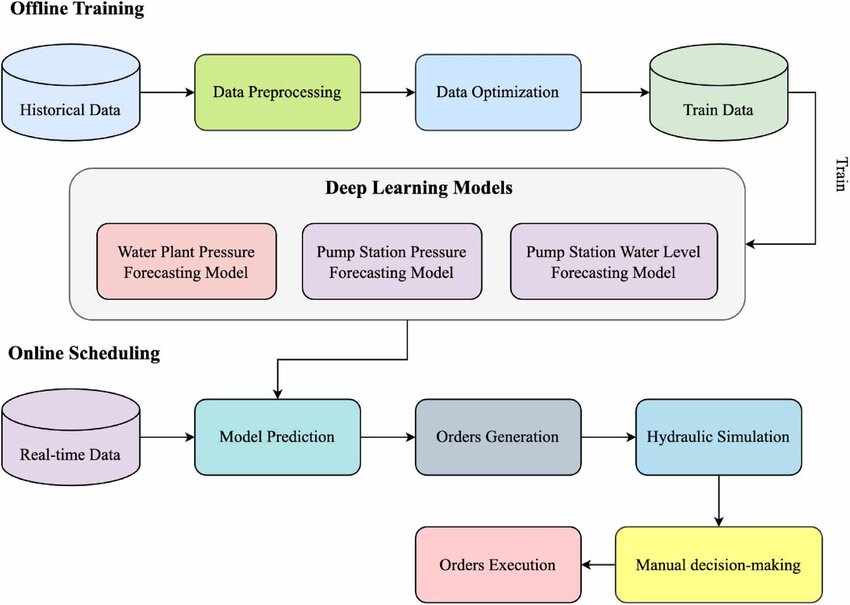 Offline Training
Historical Data
Data Preprocessing
Data Optimization
Train Data
Train
Deep Learning Models
Water Plant Pressure
Forecasting Model
Pump Station Pressure
Forecasting Model
Pump Station Water Level
Forecasting Model
Online Scheduling
Real-time Data
Model Prediction
Orders Generation
Hydraulic Simulation
Orders Execution
Manual decision-making